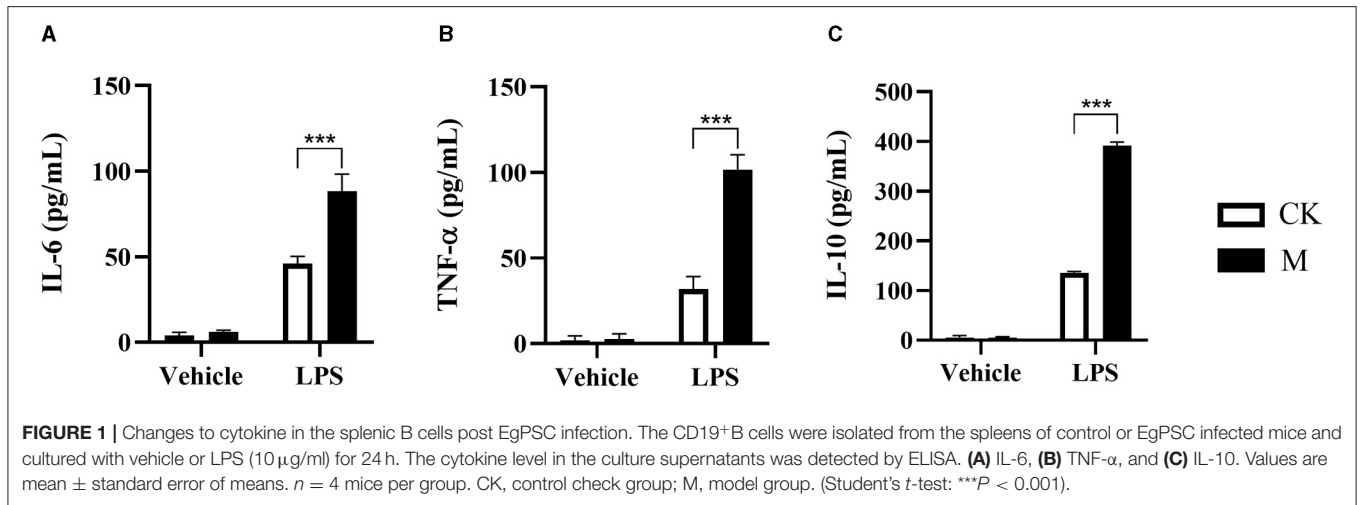 A
B
C
150
100
50
0
IL-6 (pg/mL)
***
Vehicle
LPS
150
100
50
0
TNF-α (pg/mL)
***
Vehicle
LPS
500
400
300
200
100
0
IL-10 (pg/mL)
***
Vehicle
LPS
CK
M
FIGURE 1 | Changes to cytokine in the splenic B cells post EgPSC infection. The CD19⁺B cells were isolated from the spleens of control or EgPSC infected mice and
cultured with vehicle or LPS (10 μg/ml) for 24 h. The cytokine level in the culture supernatants was detected by ELISA. (A) IL-6, (B) TNF-α, and (C) IL-10. Values are
mean ± standard error of means. n = 4 mice per group. CK, control check group; M, model group. (Student's t-test: ***P < 0.001).